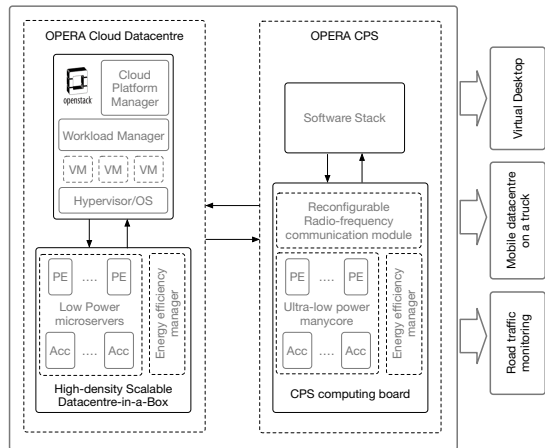 OPERA Cloud Datacentre
openstack
Cloud
Platform
Manager
Workload Manager
VM
VM
VM
Hypervisor/OS
PE
....
PE
Low Power
microservers
Acc
....
Acc
Energy efficiency
manager
High-density Scalable
Datacentre-in-a-Box
OPERA CPS
Software Stack
Reconfigurable
Radio-frequency
communication module
PE
....
PE
Ultra-low power
manycore
Acc
....
Acc
Energy efficiency
manager
CPS computing board
Virtual Desktop
Mobile datacentre
on a truck
Road traffic
monitoring